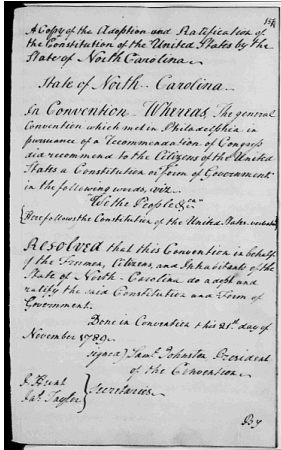 A Copy of the Adoption and Ratification of
the Constitution of the United States by the
State of North Carolina.
State of North-Carolina
In Convention - Whereas, The general
Convention which met in Philadelphia in
pursuance of a recommendation of Congress
did recommend to the Citizens of the United
States a Constitution or form of Government
in the following words, viz.
"We the People &ca"
(Here follows the Constitution of the United States
Resolved that this Convention in behalf
of the Freemen, Citizens, and Inhabitants of the
State of North-Carolina do adopt and
ratify the said Constitution and Form of
Government.
Done in Convention this 21st day of
November 1789.
signed) Saml. Johnston President
of the Convention
J Hunt
Jas. Taylor } Secretaries
By